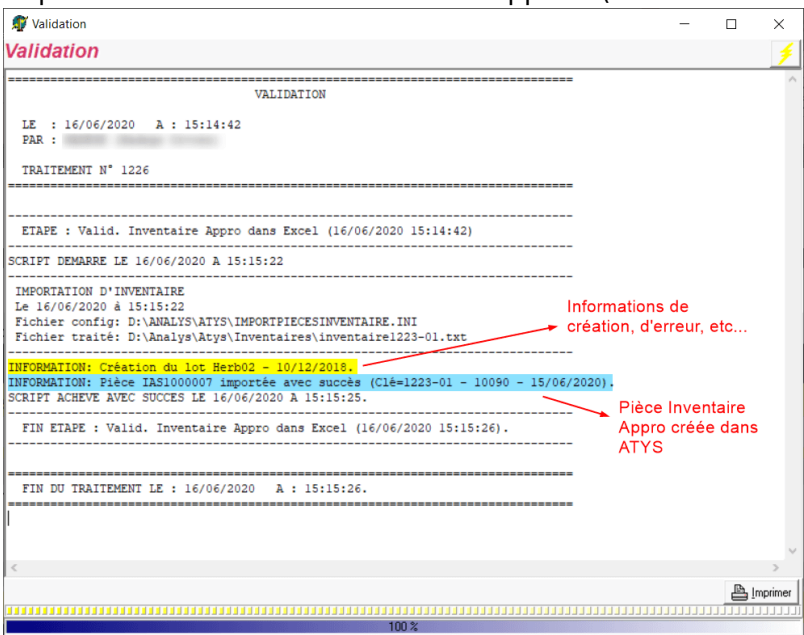 Validation
Validation
VALIDATION
LE : 16/06/2020 A : 15:14:42
PAR :
TRAITEMENT N° 1226
ETAPE : Valid. Inventaire Appro dans Excel (16/06/2020 15:14:42)
SCRIPT DEMARRE LE 16/06/2020 A 15:15:22
IMPORTATION D'INVENTAIRE
Le 16/06/2020 à 15:15:22
Fichier config: D:\ANALYS\ATYS\IMPORTPIECESINVENTAIRE.INI
Fichier traité: D:\Analys\Atys\Inventaires\inventaire1223-01.txt
Informations de
création, d'erreur, etc...
INFORMATION: Création du lot Herb02 - 10/12/2018.
INFORMATION: Pièce IAS1000007 importée avec succès (Clé=1223-01 - 10090 - 15/06/2020).
SCRIPT ACHEVE AVEC SUCCES LE 16/06/2020 A 15:15:25.
Pièce Inventaire
Appro créée dans
ATYS
FIN ETAPE : Valid. Inventaire Appro dans Excel (16/06/2020 15:15:26).
FIN DU TRAITEMENT LE : 16/06/2020 A : 15:15:26.
Imprimer
100 %